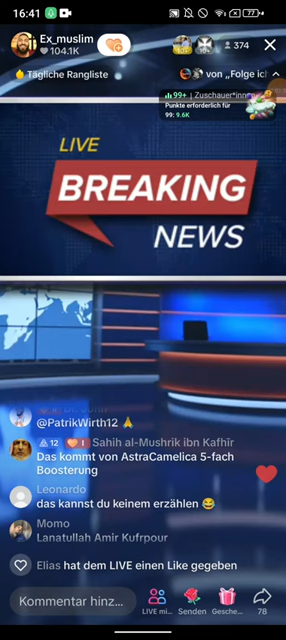 16:41
77
Ex_muslim
104.1K
374
Tägliche Rangliste
von „Folge ich
99+ | Zuschauer*innen
Punkte erforderlich für
99: 9.6K
LIVE
BREAKING
NEWS
@PatrikWirth12 🙏
12 1 Sahih al-Mushrik ibn Kafhîr
Das kommt von AstraCamelica 5-fach
Boosterung
Leonardo
das kannst du keinem erzählen 😂
Momo
Lanatullah Amir Kufrpour
Elias hat dem LIVE einen Like gegeben
Kommentar hinz...
LIVE mi... Senden Gesche... 78